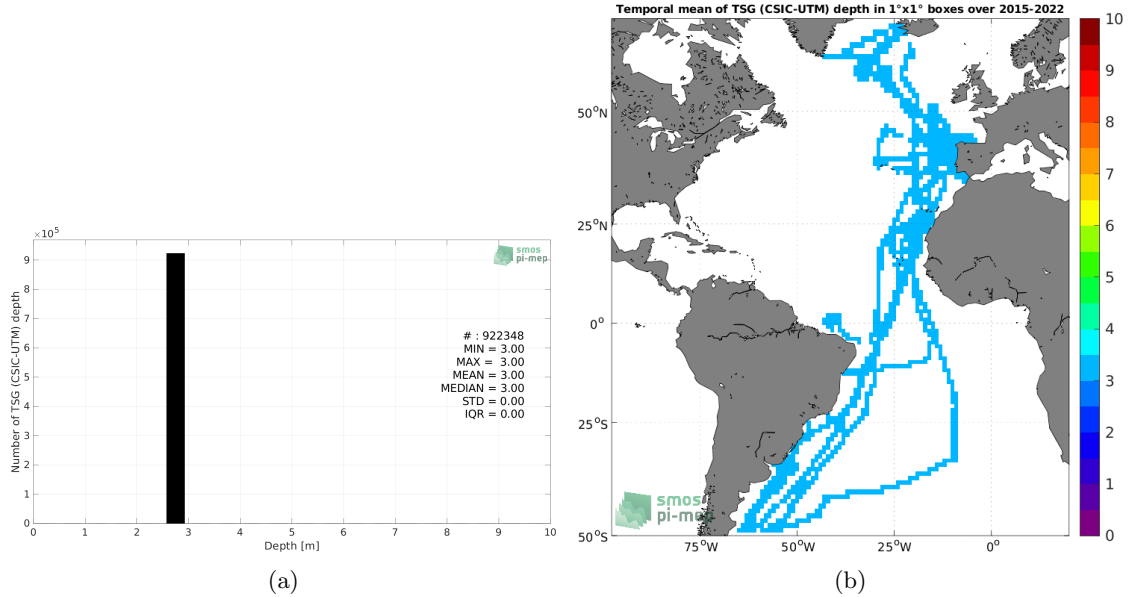 ×10⁵
9
8
7
6
5
4
3
2
1
0
Number of TSG (CSIC-UTM) depth
0 1 2 3 4 5 6 7 8 9 10
Depth [m]
smos
pi-mep
# : 922348
MIN = 3.00
MAX = 3.00
MEAN = 3.00
MEDIAN = 3.00
STD = 0.00
IQR = 0.00
(a)
Temporal mean of TSG (CSIC-UTM) depth in 1°x1° boxes over 2015-2022
50°N
25°N
0°
25°S
50°S
75°W 50°W 25°W 0°
smos
pi-mep
10
9
8
7
6
5
4
3
2
1
0
(b)